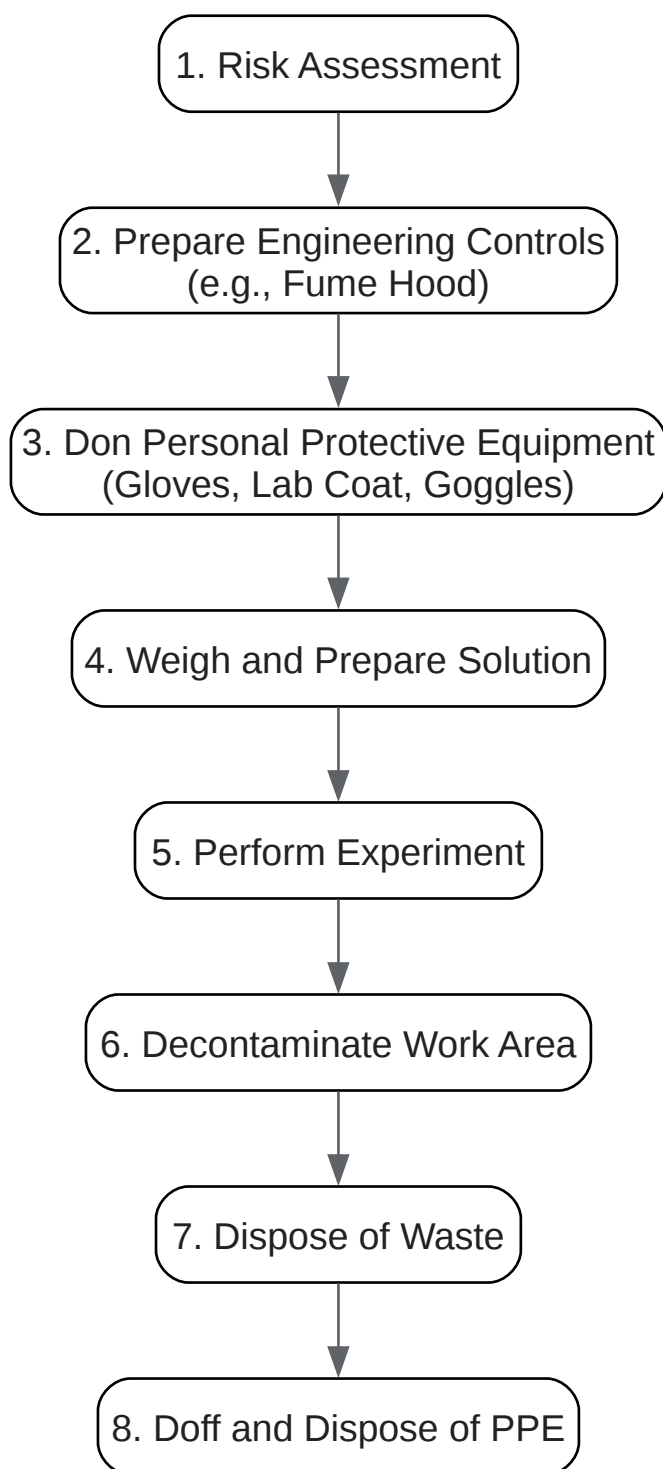 1. Risk Assessment
2. Prepare Engineering Controls
(e.g., Fume Hood)
3. Don Personal Protective Equipment
(Gloves, Lab Coat, Goggles)
4. Weigh and Prepare Solution
5. Perform Experiment
6. Decontaminate Work Area
7. Dispose of Waste
8. Doff and Dispose of PPE